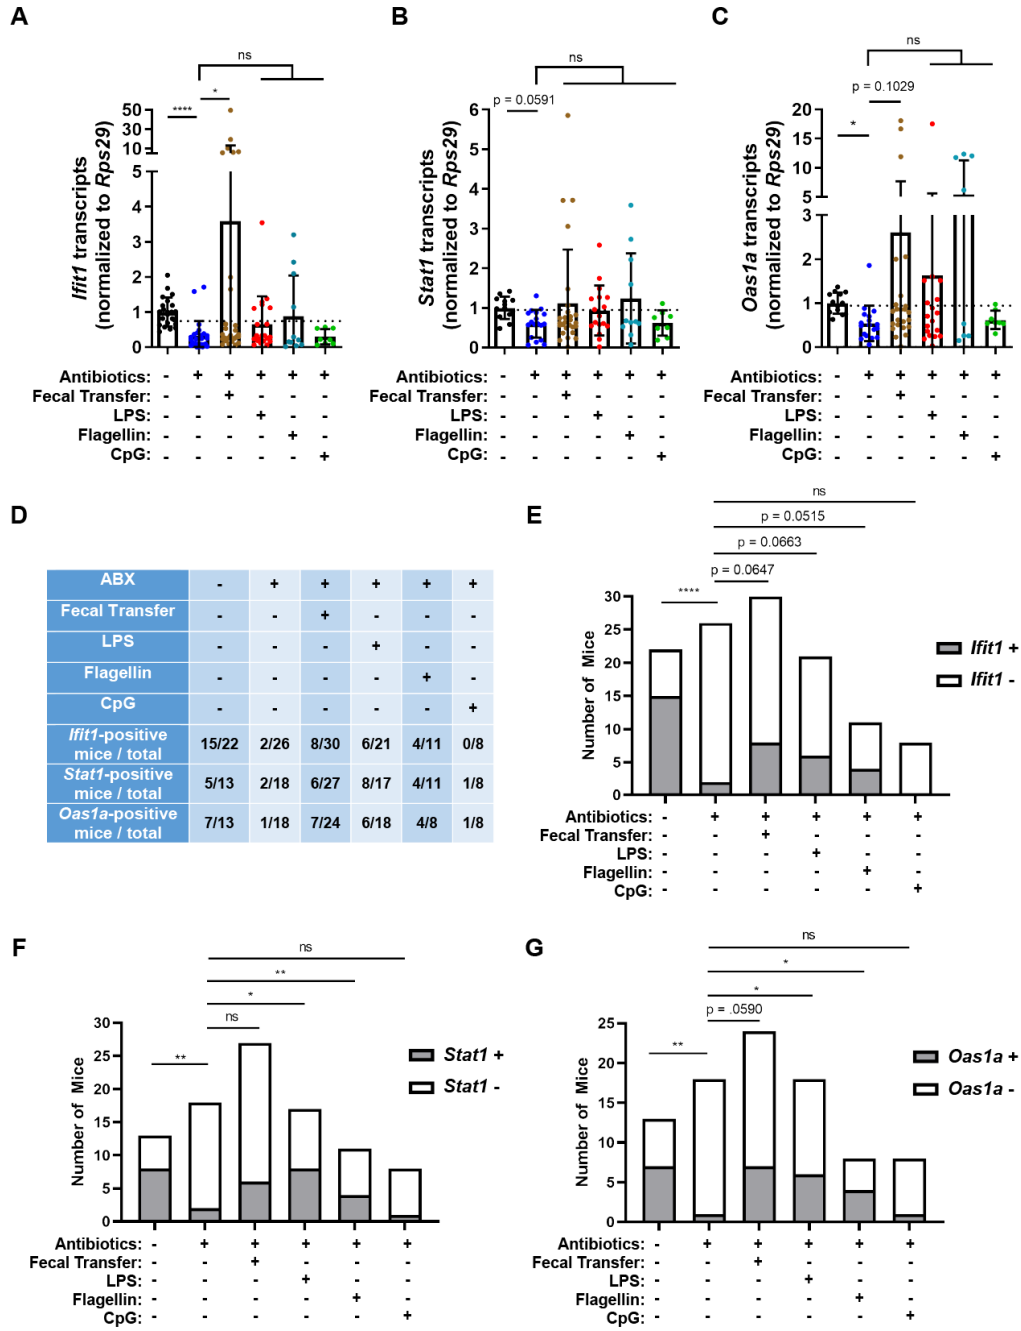 A
B
C
ns
*
****
50
40
30
20
10
5
4
3
2
1
0
Ifit1 transcripts
(normalized to Rps29)
Antibiotics: - + + + + +
Fecal Transfer: - - + - - -
LPS: - - - + - -
Flagellin: - - - - + -
CpG: - - - - - +
ns
p = 0.0591
6
5
4
3
2
1
0
Stat1 transcripts
(normalized to Rps29)
Antibiotics: - + + + + +
Fecal Transfer: - - + - - -
LPS: - - - + - -
Flagellin: - - - - + -
CpG: - - - - - +
ns
p = 0.1029
*
20
15
10
5
3
2
1
0
Oas1a transcripts
(normalized to Rps29)
Antibiotics: - + + + + +
Fecal Transfer: - - + - - -
LPS: - - - + - -
Flagellin: - - - - + -
CpG: - - - - - +
D
ABX - + + + + +
Fecal Transfer - - + - - -
LPS - - - + - -
Flagellin - - - - + -
CpG - - - - - +
Ifit1-positive
mice / total 15/22 2/26 8/30 6/21 4/11 0/8
Stat1-positive
mice / total 5/13 2/18 6/27 8/17 4/11 1/8
Oas1a-positive
mice / total 7/13 1/18 7/24 6/18 4/8 1/8
E
ns
p = 0.0515
p = 0.0663
p = 0.0647
****
30
25
20
15
10
5
0
Number of Mice
Ifit1 +
Ifit1 -
Antibiotics: - + + + + +
Fecal Transfer: - - + - - -
LPS: - - - + - -
Flagellin: - - - - + -
CpG: - - - - - +
F
ns
**
*
ns
**
30
25
20
15
10
5
0
Number of Mice
Stat1 +
Stat1 -
Antibiotics: - + + + + +
Fecal Transfer: - - + - - -
LPS: - - - + - -
Flagellin: - - - - + -
CpG: - - - - - +
G
ns
*
*
p = .0590
**
25
20
15
10
5
0
Number of Mice
Oas1a +
Oas1a -
Antibiotics: - + + + + +
Fecal Transfer: - - + - - -
LPS: - - - + - -
Flagellin: - - - - + -
CpG: - - - - - +